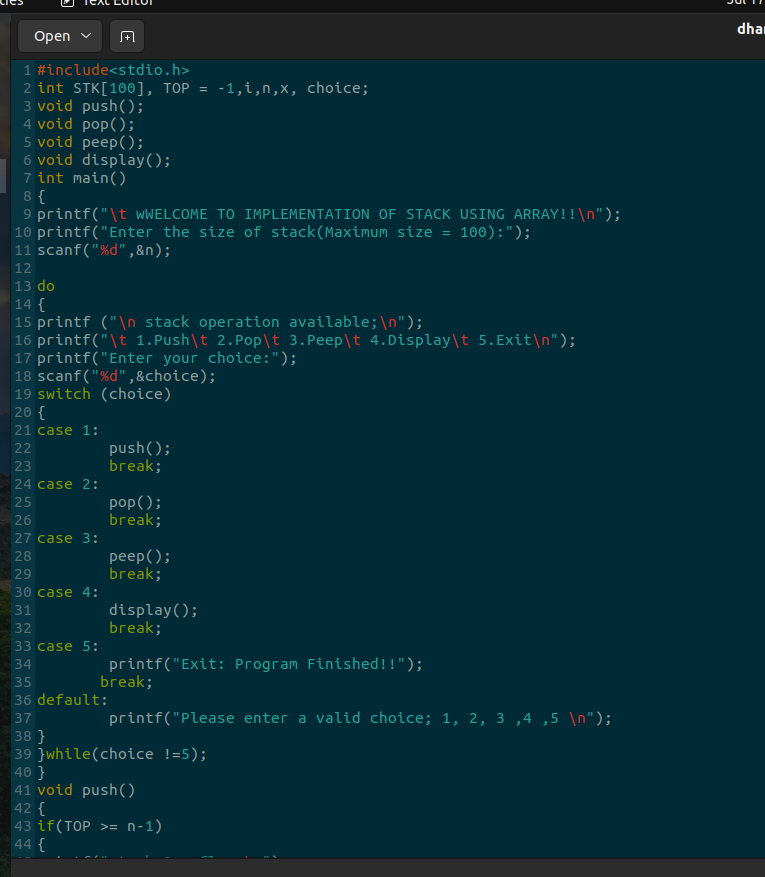 Text Editor
Jul 17
Open
1 #include<stdio.h>
2 int STK[100], TOP = -1,i,n,x, choice;
3 void push();
4 void pop();
5 void peep();
6 void display();
7 int main()
8 {
9 printf("\t wWELCOME TO IMPLEMENTATION OF STACK USING ARRAY!!\n");
10 printf("Enter the size of stack(Maximum size = 100):");
11 scanf("%d",&n);
12
13 do
14 {
15 printf ("\n stack operation available;\n");
16 printf("\t 1.Push\t 2.Pop\t 3.Peep\t 4.Display\t 5.Exit\n");
17 printf("Enter your choice:");
18 scanf("%d",&choice);
19 switch (choice)
20 {
21 case 1:
22         push();
23         break;
24 case 2:
25         pop();
26         break;
27 case 3:
28         peep();
29         break;
30 case 4:
31         display();
32         break;
33 case 5:
34         printf("Exit: Program Finished!!");
35        break;
36 default:
37         printf("Please enter a valid choice; 1, 2, 3 ,4 ,5 \n");
38 }
39 }while(choice !=5);
40 }
41 void push()
42 {
43 if(TOP >= n-1)
44 {